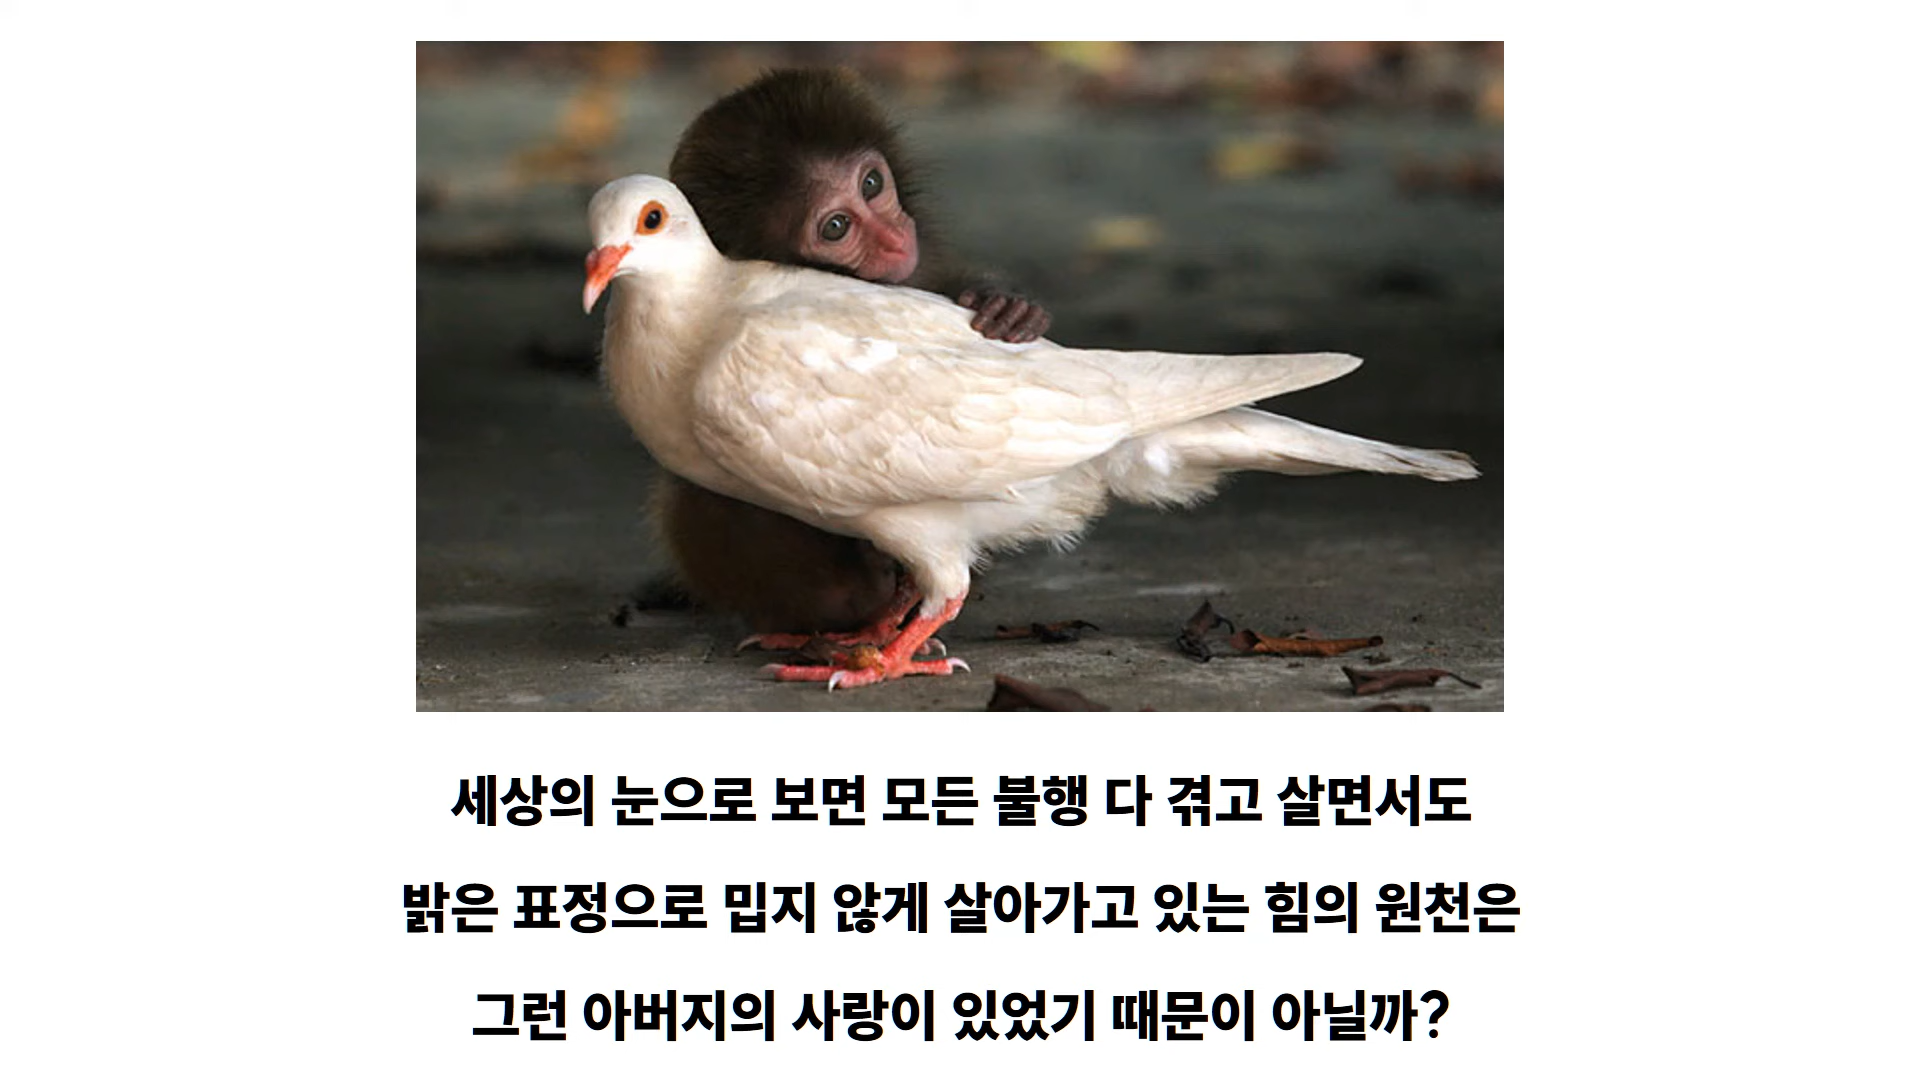 세상의 눈으로 보면 모든 불행 다 겪고 살면서도
밝은 표정으로 밉지 않게 살아가고 있는 힘의 원천은
그런 아버지의 사랑이 있었기 때문이 아닐까?